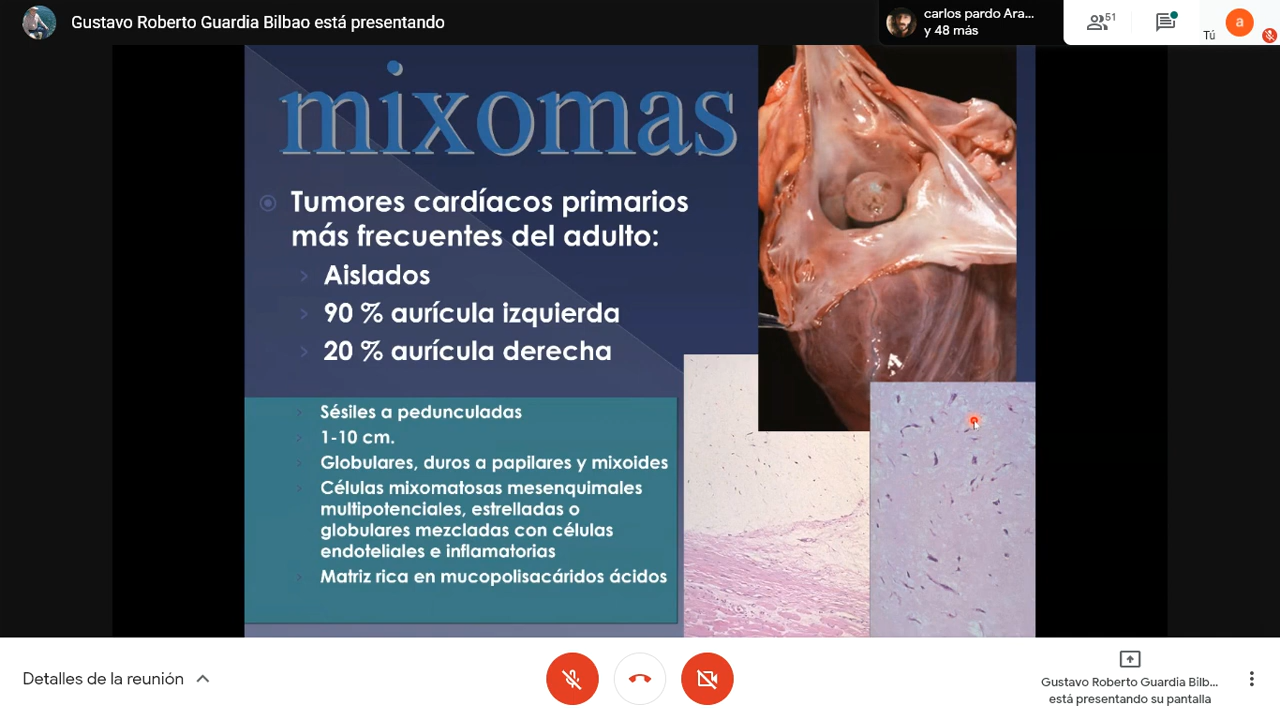 Gustavo Roberto Guardia Bilbao está presentando
carlos pardo Ara...
y 48 más
51
Tú
a
mixomas
Tumores cardíacos primarios
más frecuentes del adulto:
Aislados
90 % aurícula izquierda
20 % aurícula derecha
Sésiles a pedunculadas
1-10 cm.
Globulares, duros a papilares y mixoides
Células mixomatosas mesenquimales
multipotenciales, estrelladas o
globulares mezcladas con células
endoteliales e inflamatorias
Matriz rica en mucopolisacáridos ácidos
Detalles de la reunión
Gustavo Roberto Guardia Bilb...
está presentando su pantalla